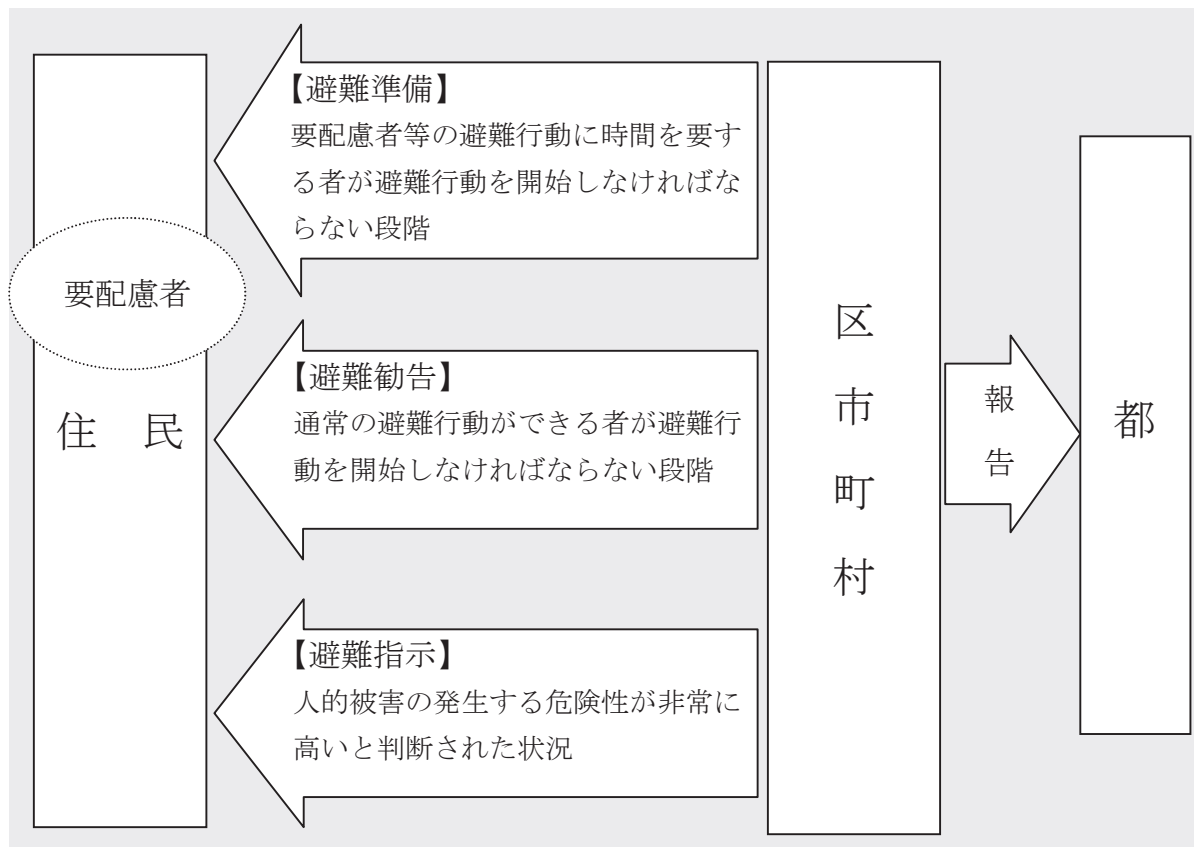 【避難準備】
要配慮者等の避難行動に時間を要す
る者が避難行動を開始しなければな
らない段階
要配慮者
住 民
【避難勧告】
通常の避難行動ができる者が避難行
動を開始しなければならない段階
【避難指示】
人的被害の発生する危険性が非常に
高いと判断された状況
区市町村
報告
都